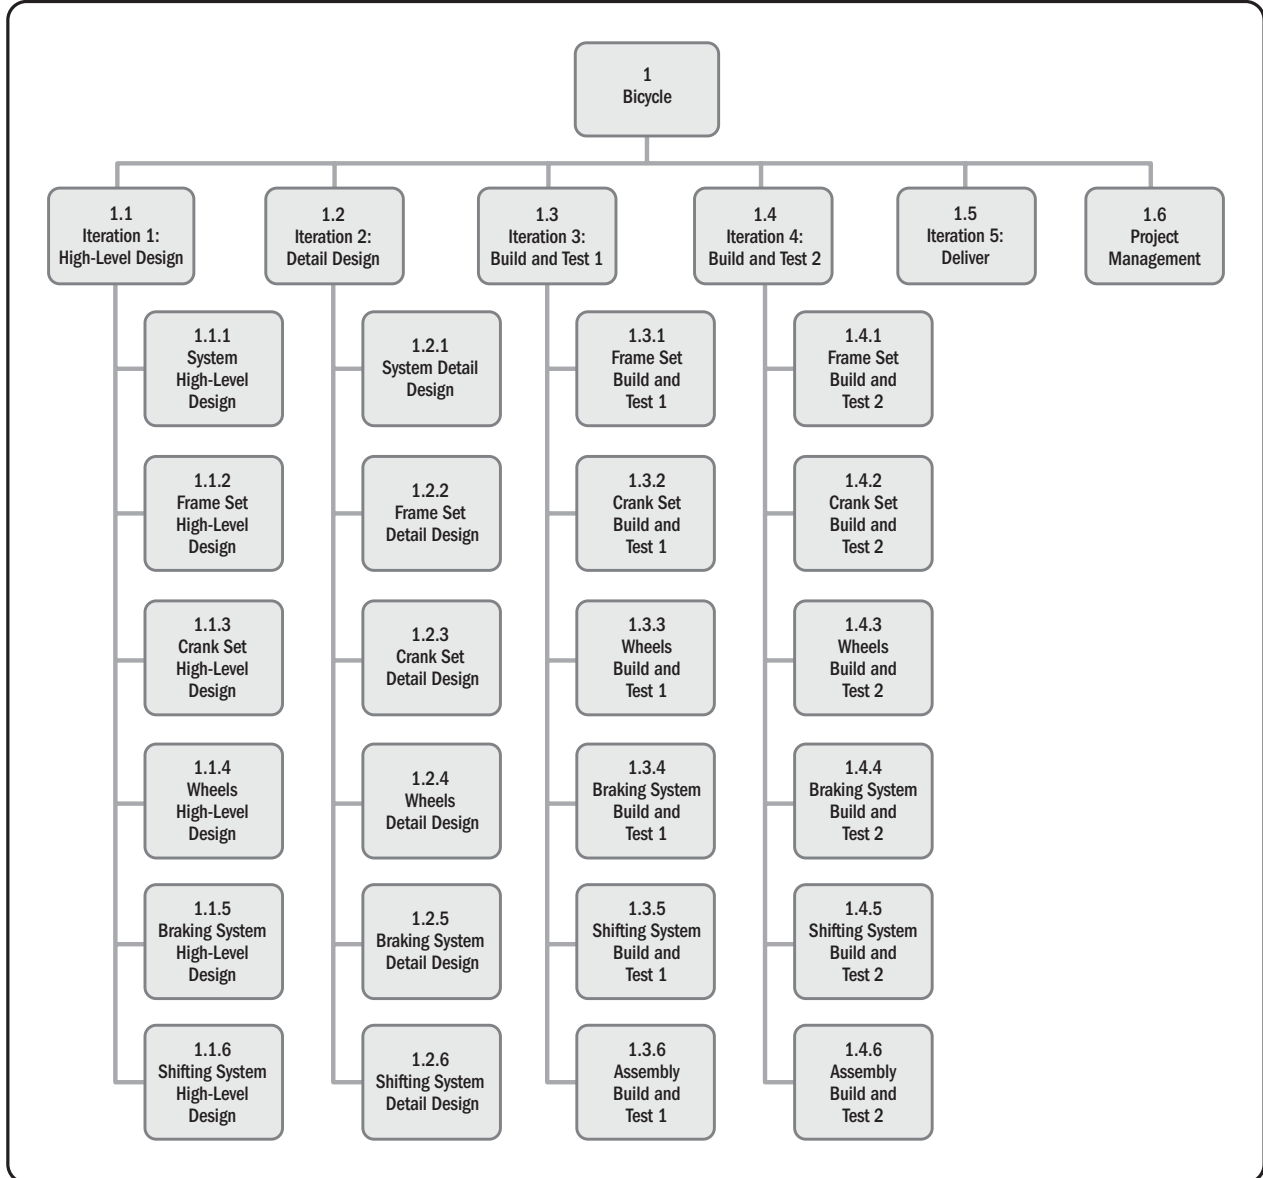 1
Bicycle
1.1
Iteration 1:
High-Level Design
1.2
Iteration 2:
Detail Design
1.3
Iteration 3:
Build and Test 1
1.4
Iteration 4:
Build and Test 2
1.5
Iteration 5:
Deliver
1.6
Project
Management
1.1.1
System
High-Level
Design
1.1.2
Frame Set
High-Level
Design
1.1.3
Crank Set
High-Level
Design
1.1.4
Wheels
High-Level
Design
1.1.5
Braking System
High-Level
Design
1.1.6
Shifting System
High-Level
Design
1.2.1
System Detail
Design
1.2.2
Frame Set
Detail Design
1.2.3
Crank Set
Detail Design
1.2.4
Wheels
Detail Design
1.2.5
Braking System
Detail Design
1.2.6
Shifting System
Detail Design
1.3.1
Frame Set
Build and
Test 1
1.3.2
Crank Set
Build and
Test 1
1.3.3
Wheels
Build and
Test 1
1.3.4
Braking System
Build and
Test 1
1.3.5
Shifting System
Build and
Test 1
1.3.6
Assembly
Build and
Test 1
1.4.1
Frame Set
Build and
Test 2
1.4.2
Crank Set
Build and
Test 2
1.4.3
Wheels
Build and
Test 2
1.4.4
Braking System
Build and
Test 2
1.4.5
Shifting System
Build and
Test 2
1.4.6
Assembly
Build and
Test 2